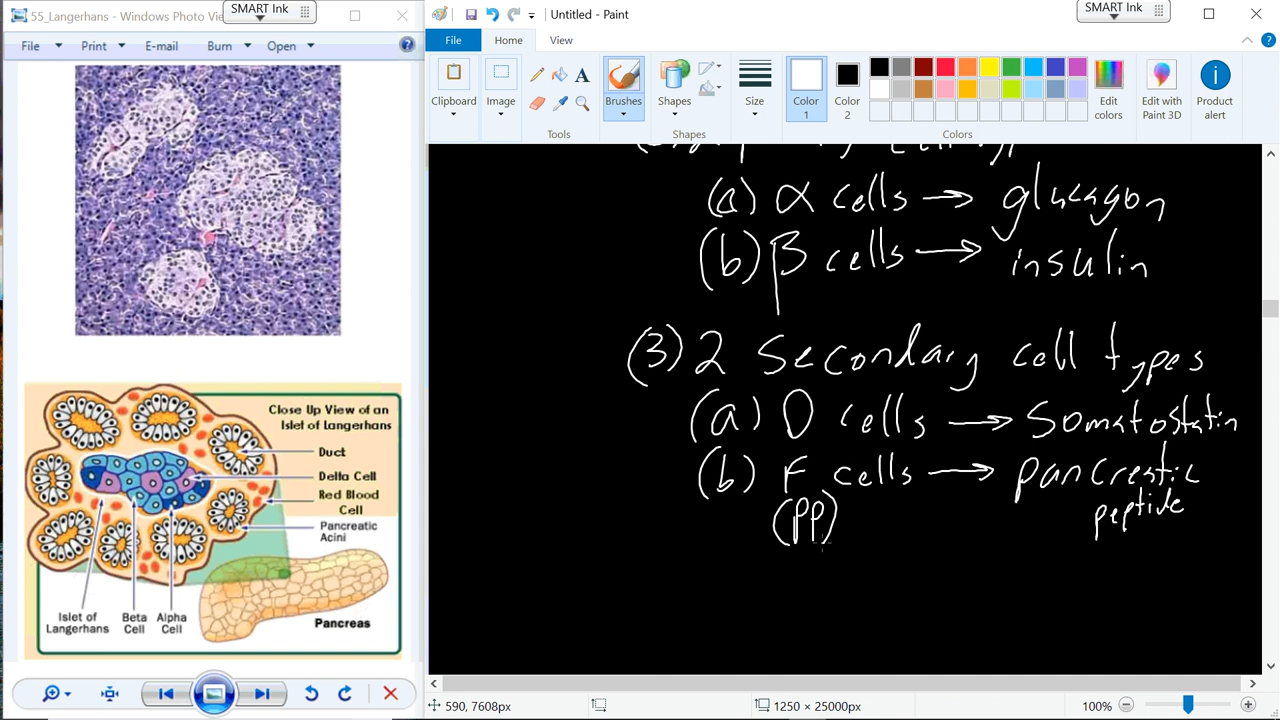 55_Langerhans - Windows Photo Vie
SMART Ink
File Print E-mail Burn Open
Close Up View of an
Islet of Langerhans
Duct
Delta Cell
Red Blood
Cell
Pancreatic
Acini
Islet of
Langerhans
Beta
Cell
Alpha
Cell
Pancreas
Untitled - Paint
SMART Ink
File Home View
Clipboard
Image
Tools
Brushes
Shapes
Shapes
Size
Color
1
Color
2
Edit
colors
Colors
Edit with
Paint 3D
Product
alert
(a) α cells → glucagon
(b) β cells → insulin
(3) 2 Secondary cell types
(a) D cells → Somatostatin
(b) F cells → pancreatic
peptide
(PP)
590, 7608px
1250 × 25000px
100%